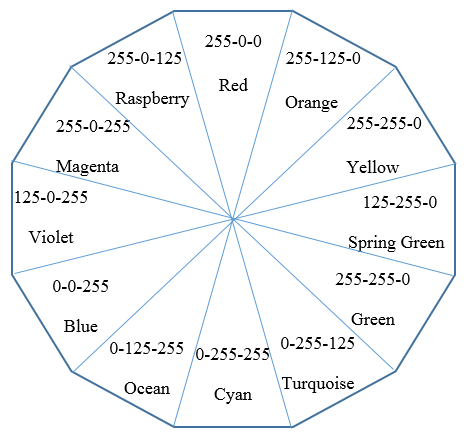 255-0-0
Red
255-125-0
Orange
255-255-0
Yellow
125-255-0
Spring Green
255-255-0
Green
0-255-125
Turquoise
0-255-255
Cyan
0-125-255
Ocean
0-0-255
Blue
125-0-255
Violet
255-0-255
Magenta
255-0-125
Raspberry